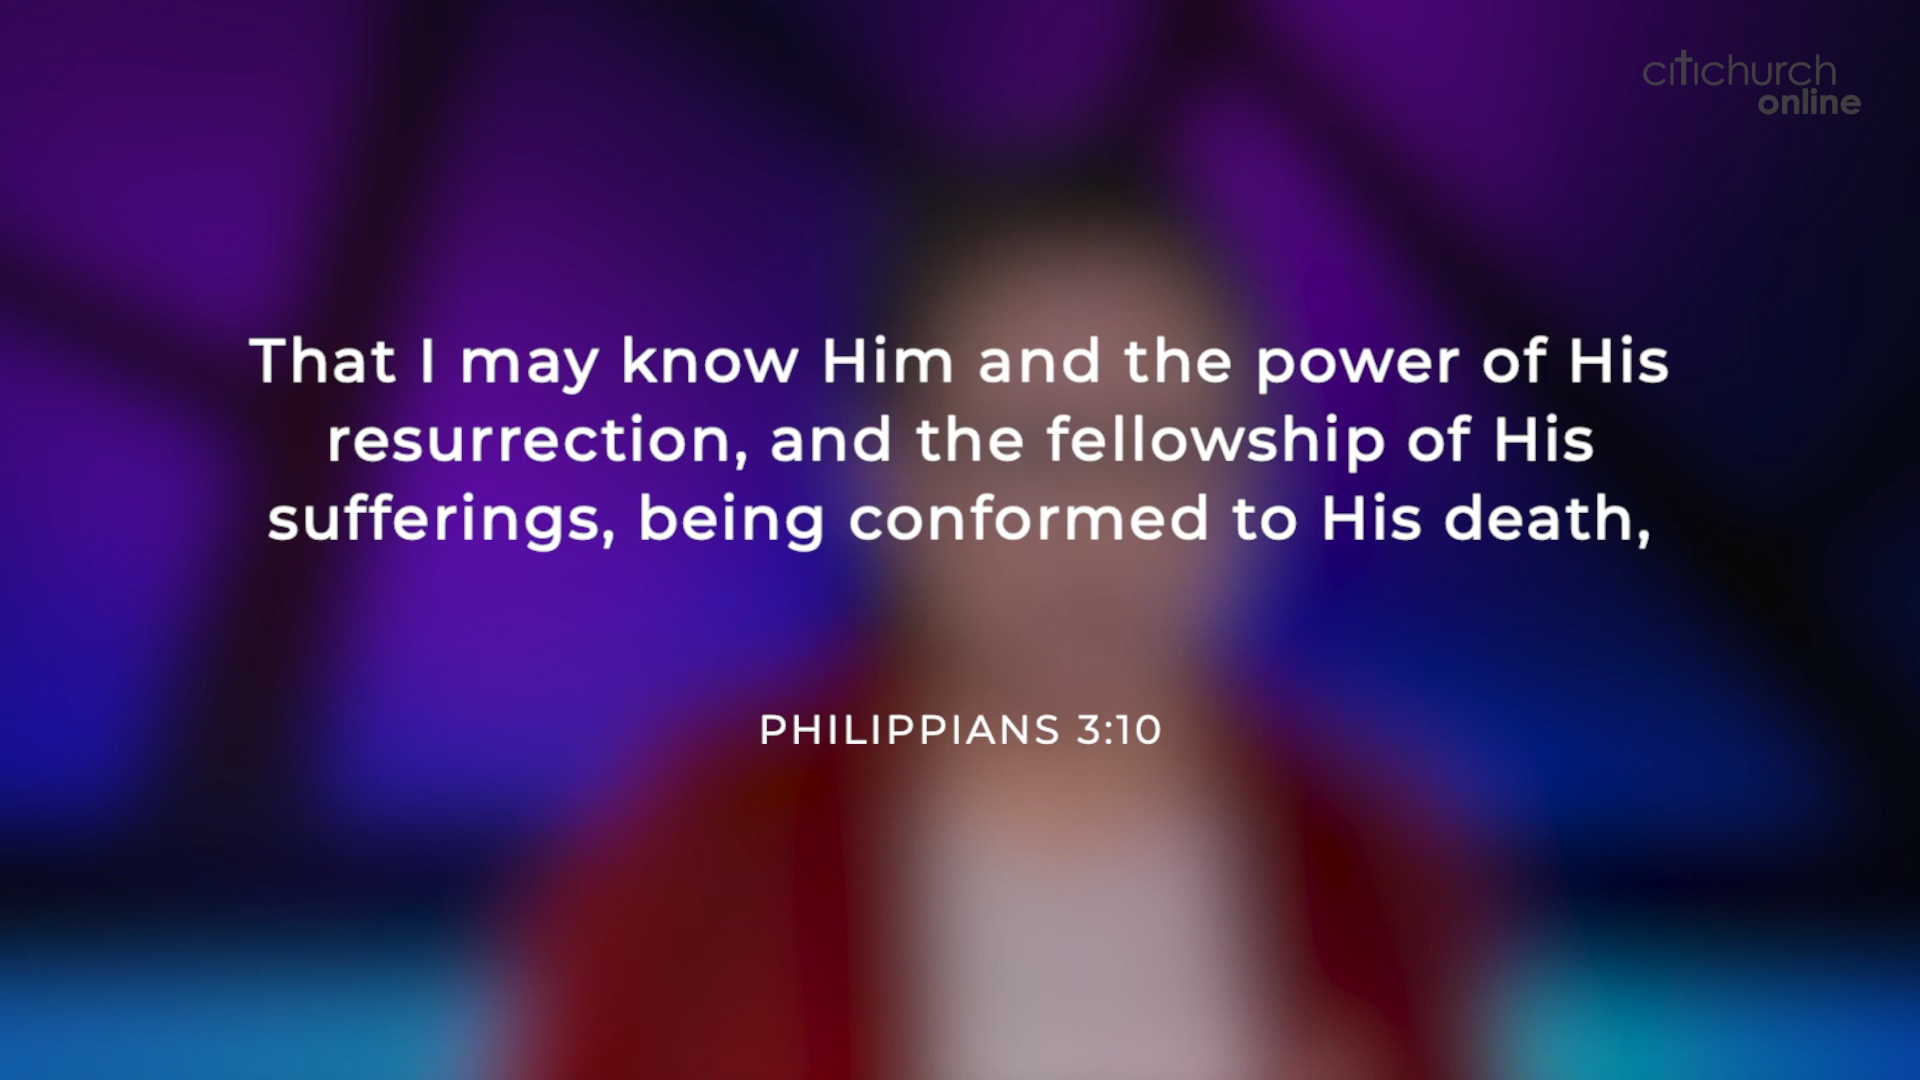 citichurch
online
That I may know Him and the power of His
resurrection, and the fellowship of His
sufferings, being conformed to His death,
PHILIPPIANS 3:10